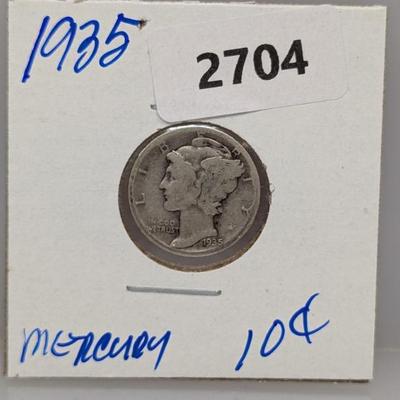 1935
2704
LIBERTY
IN GOD
WE TRUST
1935
MERCURY 10¢